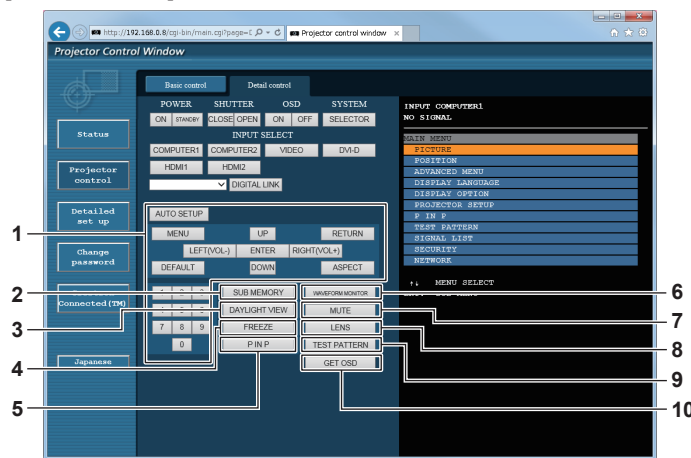 http://192.168.0.8/cgi-bin/main.cgi?page=
Projector control window
Projector Control Window
Basic control
Detail control
POWER SHUTTER OSD SYSTEM
ON STANDBY CLOSE OPEN ON OFF SELECTOR
INPUT SELECT
COMPUTER1 COMPUTER2 VIDEO DVI-D
HDMI1 HDMI2
DIGITAL LINK
AUTO SETUP
MENU UP RETURN
LEFT(VOL-) ENTER RIGHT(VOL+)
DEFAULT DOWN ASPECT
SUB MEMORY WAVEFORM MONITOR
DAYLIGHT VIEW MUTE
7 8 9 FREEZE LENS
0 P IN P TEST PATTERN
GET OSD
Status
Projector
control
Detailed
set up
Change
password
Connected(TM)
Japanese
INPUT COMPUTER1
NO SIGNAL
MAIN MENU
PICTURE
POSITION
ADVANCED MENU
DISPLAY LANGUAGE
DISPLAY OPTION
PROJECTOR SETUP
P IN P
TEST PATTERN
SIGNAL LIST
SECURITY
NETWORK
↑↓ MENU SELECT
1
2
3
4
5
6
7
8
9
10